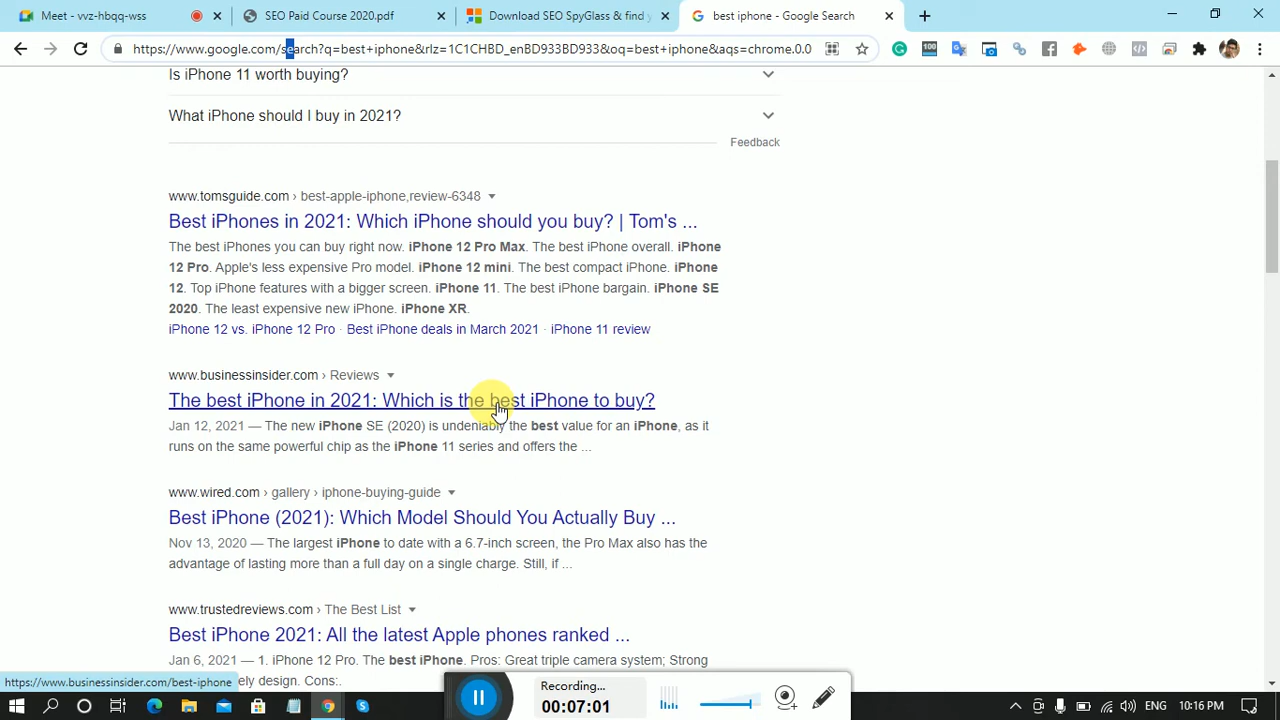 Meet - vvz-hbqq-wss
SEO Paid Course 2020.pdf
Download SEO SpyGlass & find y
best iphone - Google Search
https://www.google.com/search?q=best+iphone&rlz=1C1CHBD_enBD933BD933&oq=best+iphone&aqs=chrome.0.0
100
Is iPhone 11 worth buying?
What iPhone should I buy in 2021?
Feedback
www.tomsguide.com › best-apple-iphone,review-6348
Best iPhones in 2021: Which iPhone should you buy? | Tom's ...
The best iPhones you can buy right now. iPhone 12 Pro Max. The best iPhone overall. iPhone
12 Pro. Apple's less expensive Pro model. iPhone 12 mini. The best compact iPhone. iPhone
12. Top iPhone features with a bigger screen. iPhone 11. The best iPhone bargain. iPhone SE
2020. The least expensive new iPhone. iPhone XR.
iPhone 12 vs. iPhone 12 Pro · Best iPhone deals in March 2021 · iPhone 11 review
www.businessinsider.com › Reviews
The best iPhone in 2021: Which is the best iPhone to buy?
Jan 12, 2021 — The new iPhone SE (2020) is undeniably the best value for an iPhone, as it
runs on the same powerful chip as the iPhone 11 series and offers the ...
www.wired.com › gallery › iphone-buying-guide
Best iPhone (2021): Which Model Should You Actually Buy ...
Nov 13, 2020 — The largest iPhone to date with a 6.7-inch screen, the Pro Max also has the
advantage of lasting more than a full day on a single charge. Still, if ...
www.trustedreviews.com › The Best List
Best iPhone 2021: All the latest Apple phones ranked ...
Jan 6, 2021 — 1. iPhone 12 Pro. The best iPhone. Pros: Great triple camera system; Strong
design. Cons:.
https://www.businessinsider.com/best-iphone
Recording...
00:07:01
ENG
10:16 PM